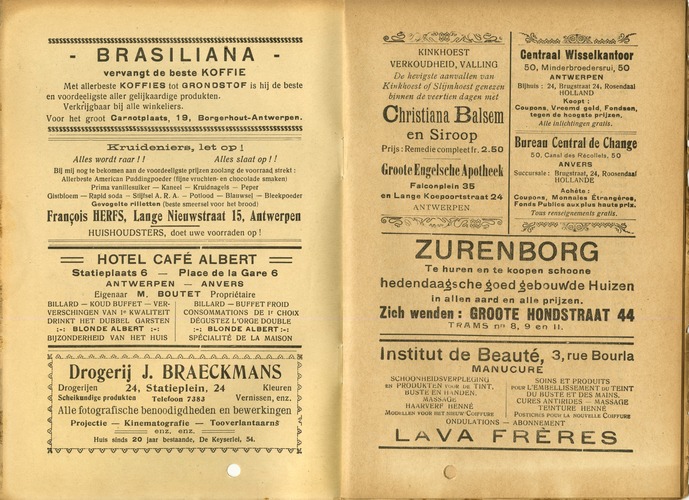 - BRASILIANA -
vervangt de beste KOFFIE
Met allerbeste KOFFIES tot GRONDSTOF is hij de beste
en voordeeligste aller gelijkaardige produkten.
Verkrijgbaar bij alle winkeliers.
Voor het groot Carnotplaats, 19, Borgerhout-Antwerpen.
Kruideniers, let op!
Alles wordt raar!! Alles slaat op!!
Bij mij nog te bekomen aan de voordeeligste prijzen zoolang de voorraad strekt:
Allerbeste American Puddingpoeder (fijne vruchten en chocolade smaken)
Prima vanillesuiker — Kaneel — Kruidnagels — Peper
Gistbloem — Rapid soda — Stijfsel A. R. A. — Potlood — Blauwsel — Bleekpoeder
Gevogelte rilletten (beste smeersel voor het brood)
François HERFS, Lange Nieuwstraat 15, Antwerpen
HUISHOUDSTERS, doet uwe voorraden op!
HOTEL CAFÉ ALBERT
Statieplaats 6 — Place de la Gare 6
ANTWERPEN — ANVERS
Eigenaar M. BOUTET Propriétaire
BILLARD — KOUD BUFFET — VER-
VERSCHINGEN VAN 1e KWALITEIT
DRINKT HET DUBBEL GARSTEN
:-: BLONDE ALBERT :-:
BIJZONDERHEID VAN HET HUIS
BILLARD — BUFFET FROID
CONSOMMATIONS DE 1r CHOIX
DÉGUSTEZ L'ORGE DOUBLE
:-: BLONDE ALBERT :-:
SPÉCIALITÉ DE LA MAISON
Drogerij J. BRAECKMANS
Drogerijen 24, Statieplein, 24 Kleuren
Scheikundige produkten Telefoon 7383 Vernissen, enz.
Alle fotografische benoodigdheden en bewerkingen
Projectie — Kinematografie — Tooverlantaarns
enz, enz.
Huis sinds 20 jaar bestaande, De Keyserlei, 54.
KINKHOEST
VERKOUDHEID, VALLING
De hevigste aanvallen van
Kinkhoest of Slijmhoest genezen
binnen de veertien dagen met
Christiana Balsem
en Siroop
Prijs: Remedie compleet fr. 2.50
Groote Engelsche Apotheek
Falconplein 35
en Lange Koepoortstraat 24
ANTWERPEN
Centraal Wisselkantoor
50, Minderbroedersrui, 50
ANTWERPEN
Bijhuis: 24, Brugstraat 24, Rosendaal
HOLLAND
Koopt:
Coupons, Vreemd geld, Fondsen,
tegen de hoogste prijzen.
Alle inlichtingen gratis.
Bureau Central de Change
50, Canal des Récollets, 50
ANVERS
Succursale: Brugstraat, 24, Roosendaal
HOLLANDE
Achète:
Coupons, Monnaies Étrangères,
Fonds Publics aux plus hauts prix.
Tous renseignements gratis.
ZURENBORG
Te huren en te koopen schoone
hedendaagsche goed gebouwde Huizen
in allen aard en alle prijzen.
Zich wenden: GROOTE HONDSTRAAT 44
TRAMS nrs 8, 9 en 11.
Institut de Beauté, 3, rue Bourla
MANUCURE
SCHOONHEIDSVERPLEGING
EN PRODUKTEN VOOR DE TINT,
BUSTE EN HANDEN.
MASSAGE
HAARVERF HENNÉ
MODELLEN VOOR HET NIEUW COIFFURE
SOINS ET PRODUITS
POUR L'EMBELLISSEMENT DU TEINT
DU BUSTE ET DES MAINS.
CURES ANTIRIDES — MASSAGE
TEINTURE HENNÉ
POSTICHES POUR LA NOUVELLE COIFFURE
ONDULATIONS — ABONNEMENT
LAVA FRÈRES